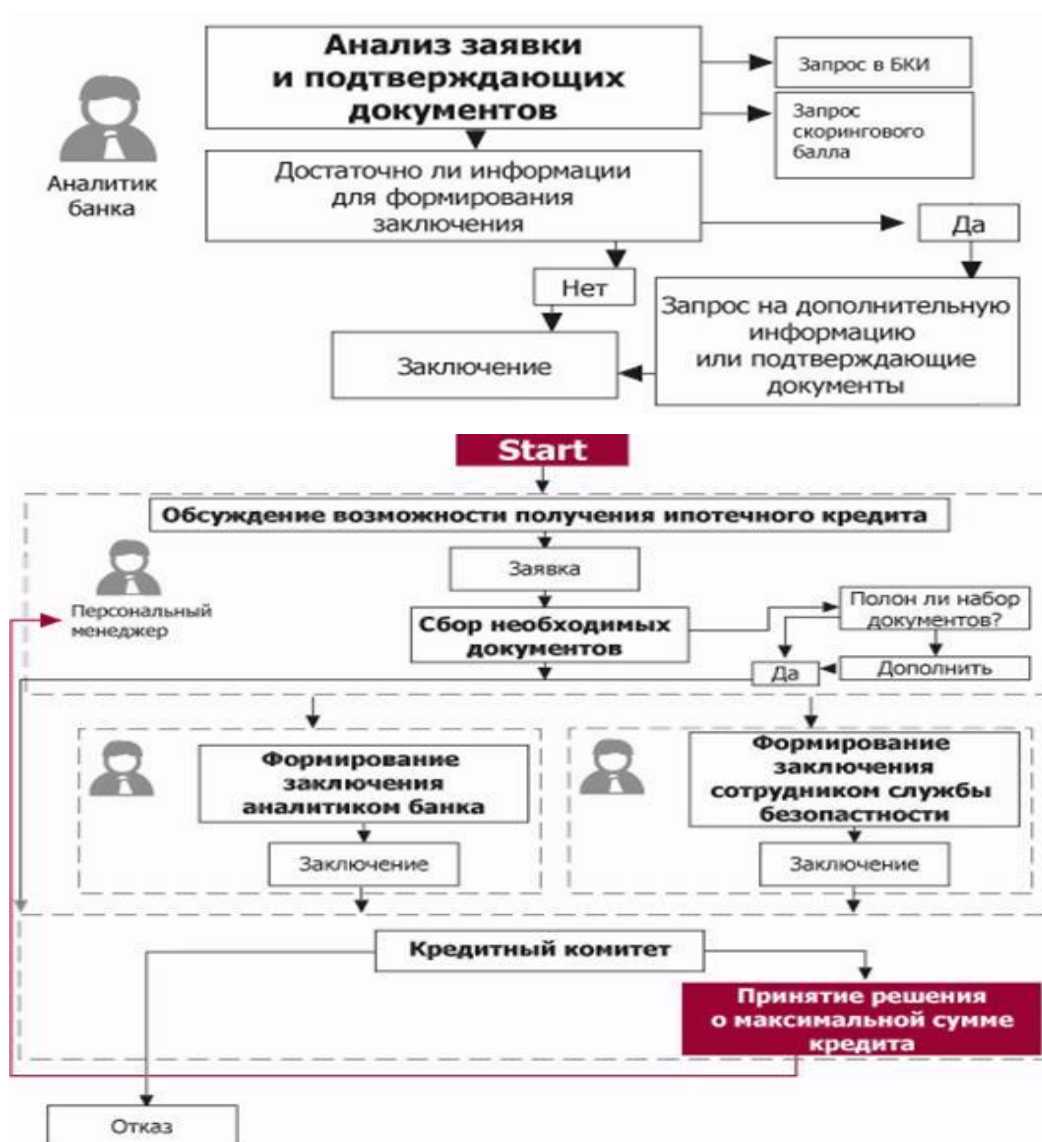 Анализ заявки
и подтверждающих
документов
Запрос в БКИ
Запрос
скорингового
балла
Аналитик
банка
Достаточно ли информации
для формирования
заключения
Да
Нет
Запрос на дополнительную
информацию
или подтверждающие
документы
Заключение
Start
Обсуждение возможности получения ипотечного кредита
Заявка
Персональный
менеджер
Сбор необходимых
документов
Полон ли набор
документов?
Да
Дополнить
Формирование
заключения
аналитиком банка
Заключение
Формирование
заключения
сотрудником службы
безопастности
Заключение
Кредитный комитет
Принятие решения
о максимальной сумме
кредита
Отказ